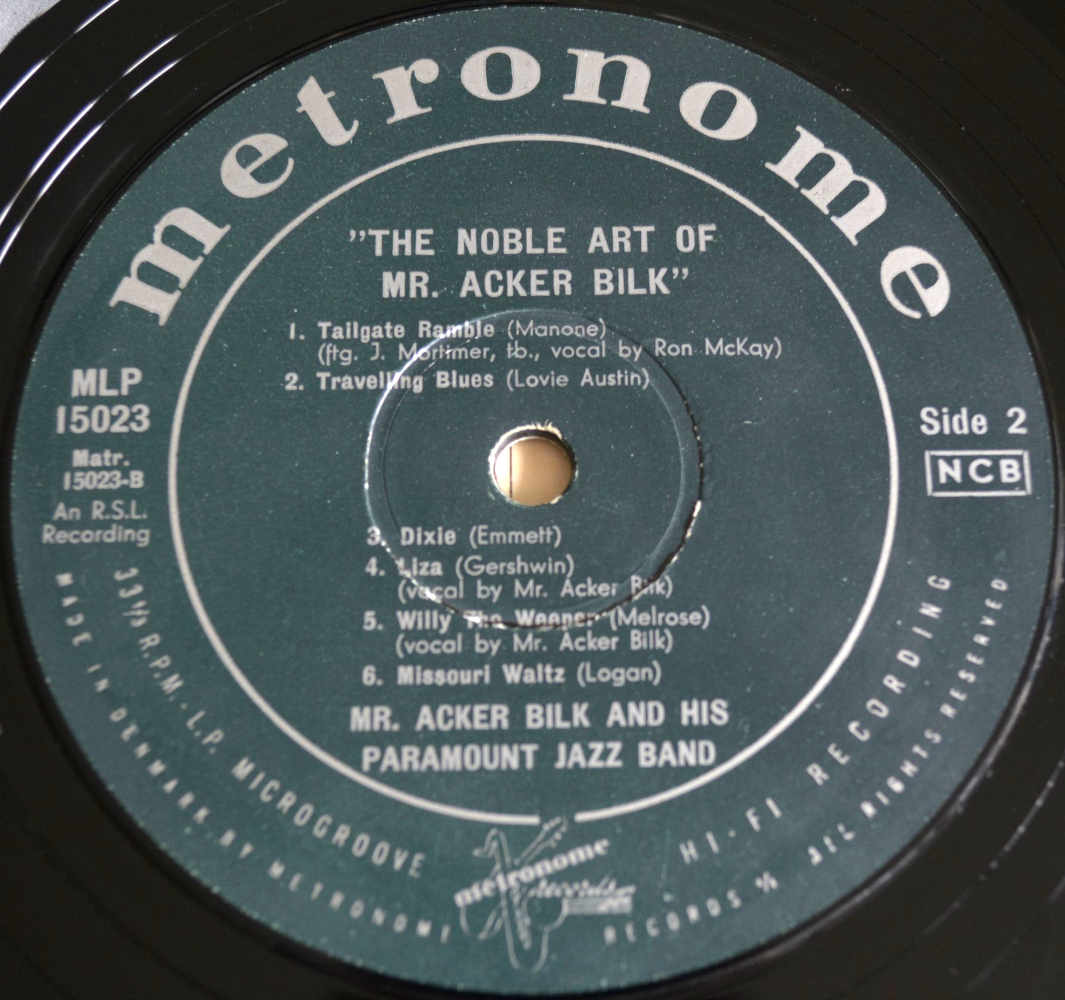 metronome
"THE NOBLE ART OF
MR. ACKER BILK"
1. Tailgate Ramble (Manone)
(ftg. J. Mortimer, tb., vocal by Ron McKay)
2. Travelling Blues (Lovie Austin)
MLP
15023
Matr.
15023-B
An R.S.L.
Recording
Side 2
NCB
3. Dixie (Emmett)
4. Liza (Gershwin)
(vocal by Mr. Acker Bilk)
5. Willy The Weeper (Melrose)
(vocal by Mr. Acker Bilk)
6. Missouri Waltz (Logan)
MR. ACKER BILK AND HIS
PARAMOUNT JAZZ BAND
33⅓ R.P.M. - L.P. MICROGROOVE
HI-FI RECORDING
MADE IN DENMARK BY METRONOME RECORDS A/S ALL RIGHTS RESERVED
metronome
records